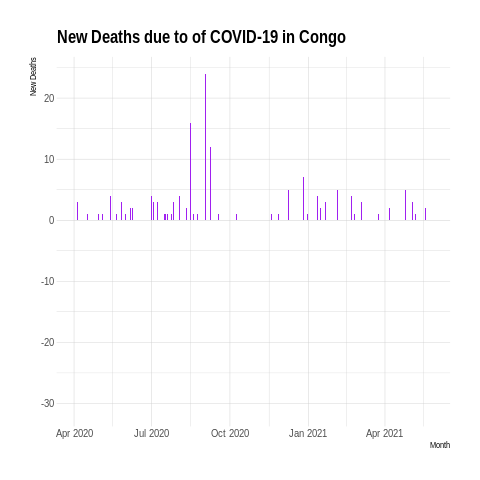 New Deaths due to of COVID-19 in Congo
New Deaths
20
10
0
-10
-20
-30
Apr 2020 Jul 2020 Oct 2020 Jan 2021 Apr 2021
Month